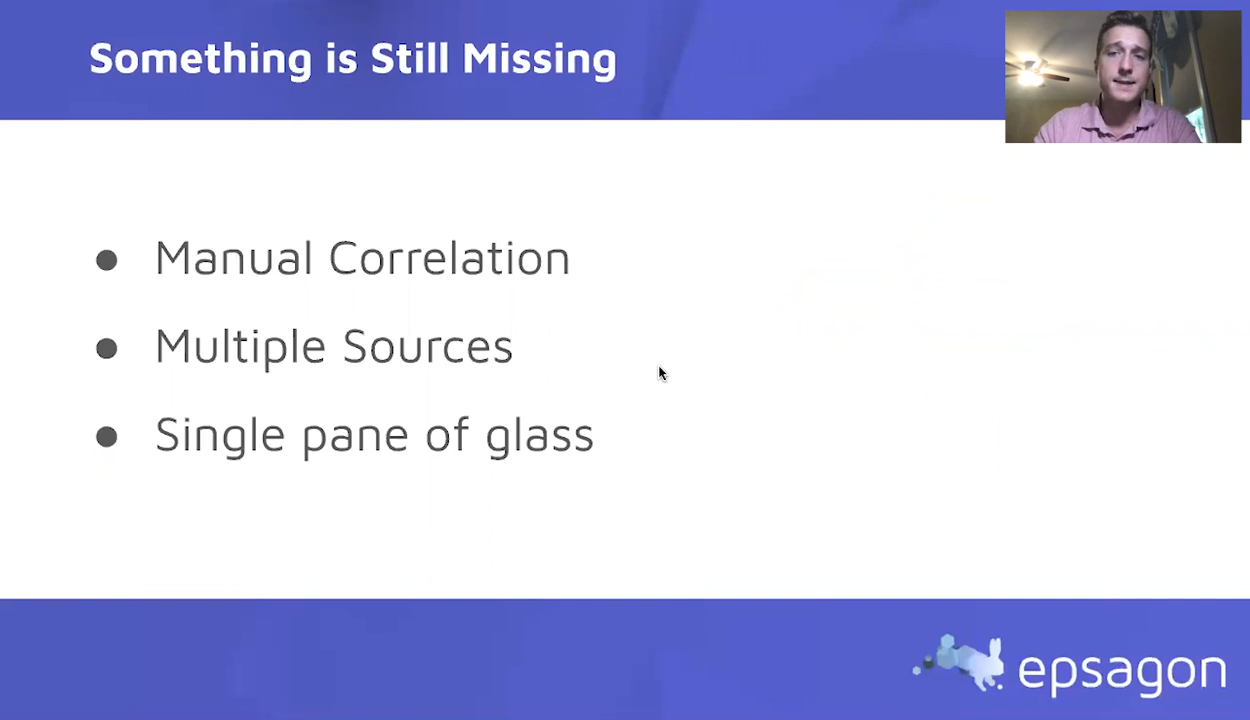 Something is Still Missing
● Manual Correlation
● Multiple Sources
● Single pane of glass
epsagon